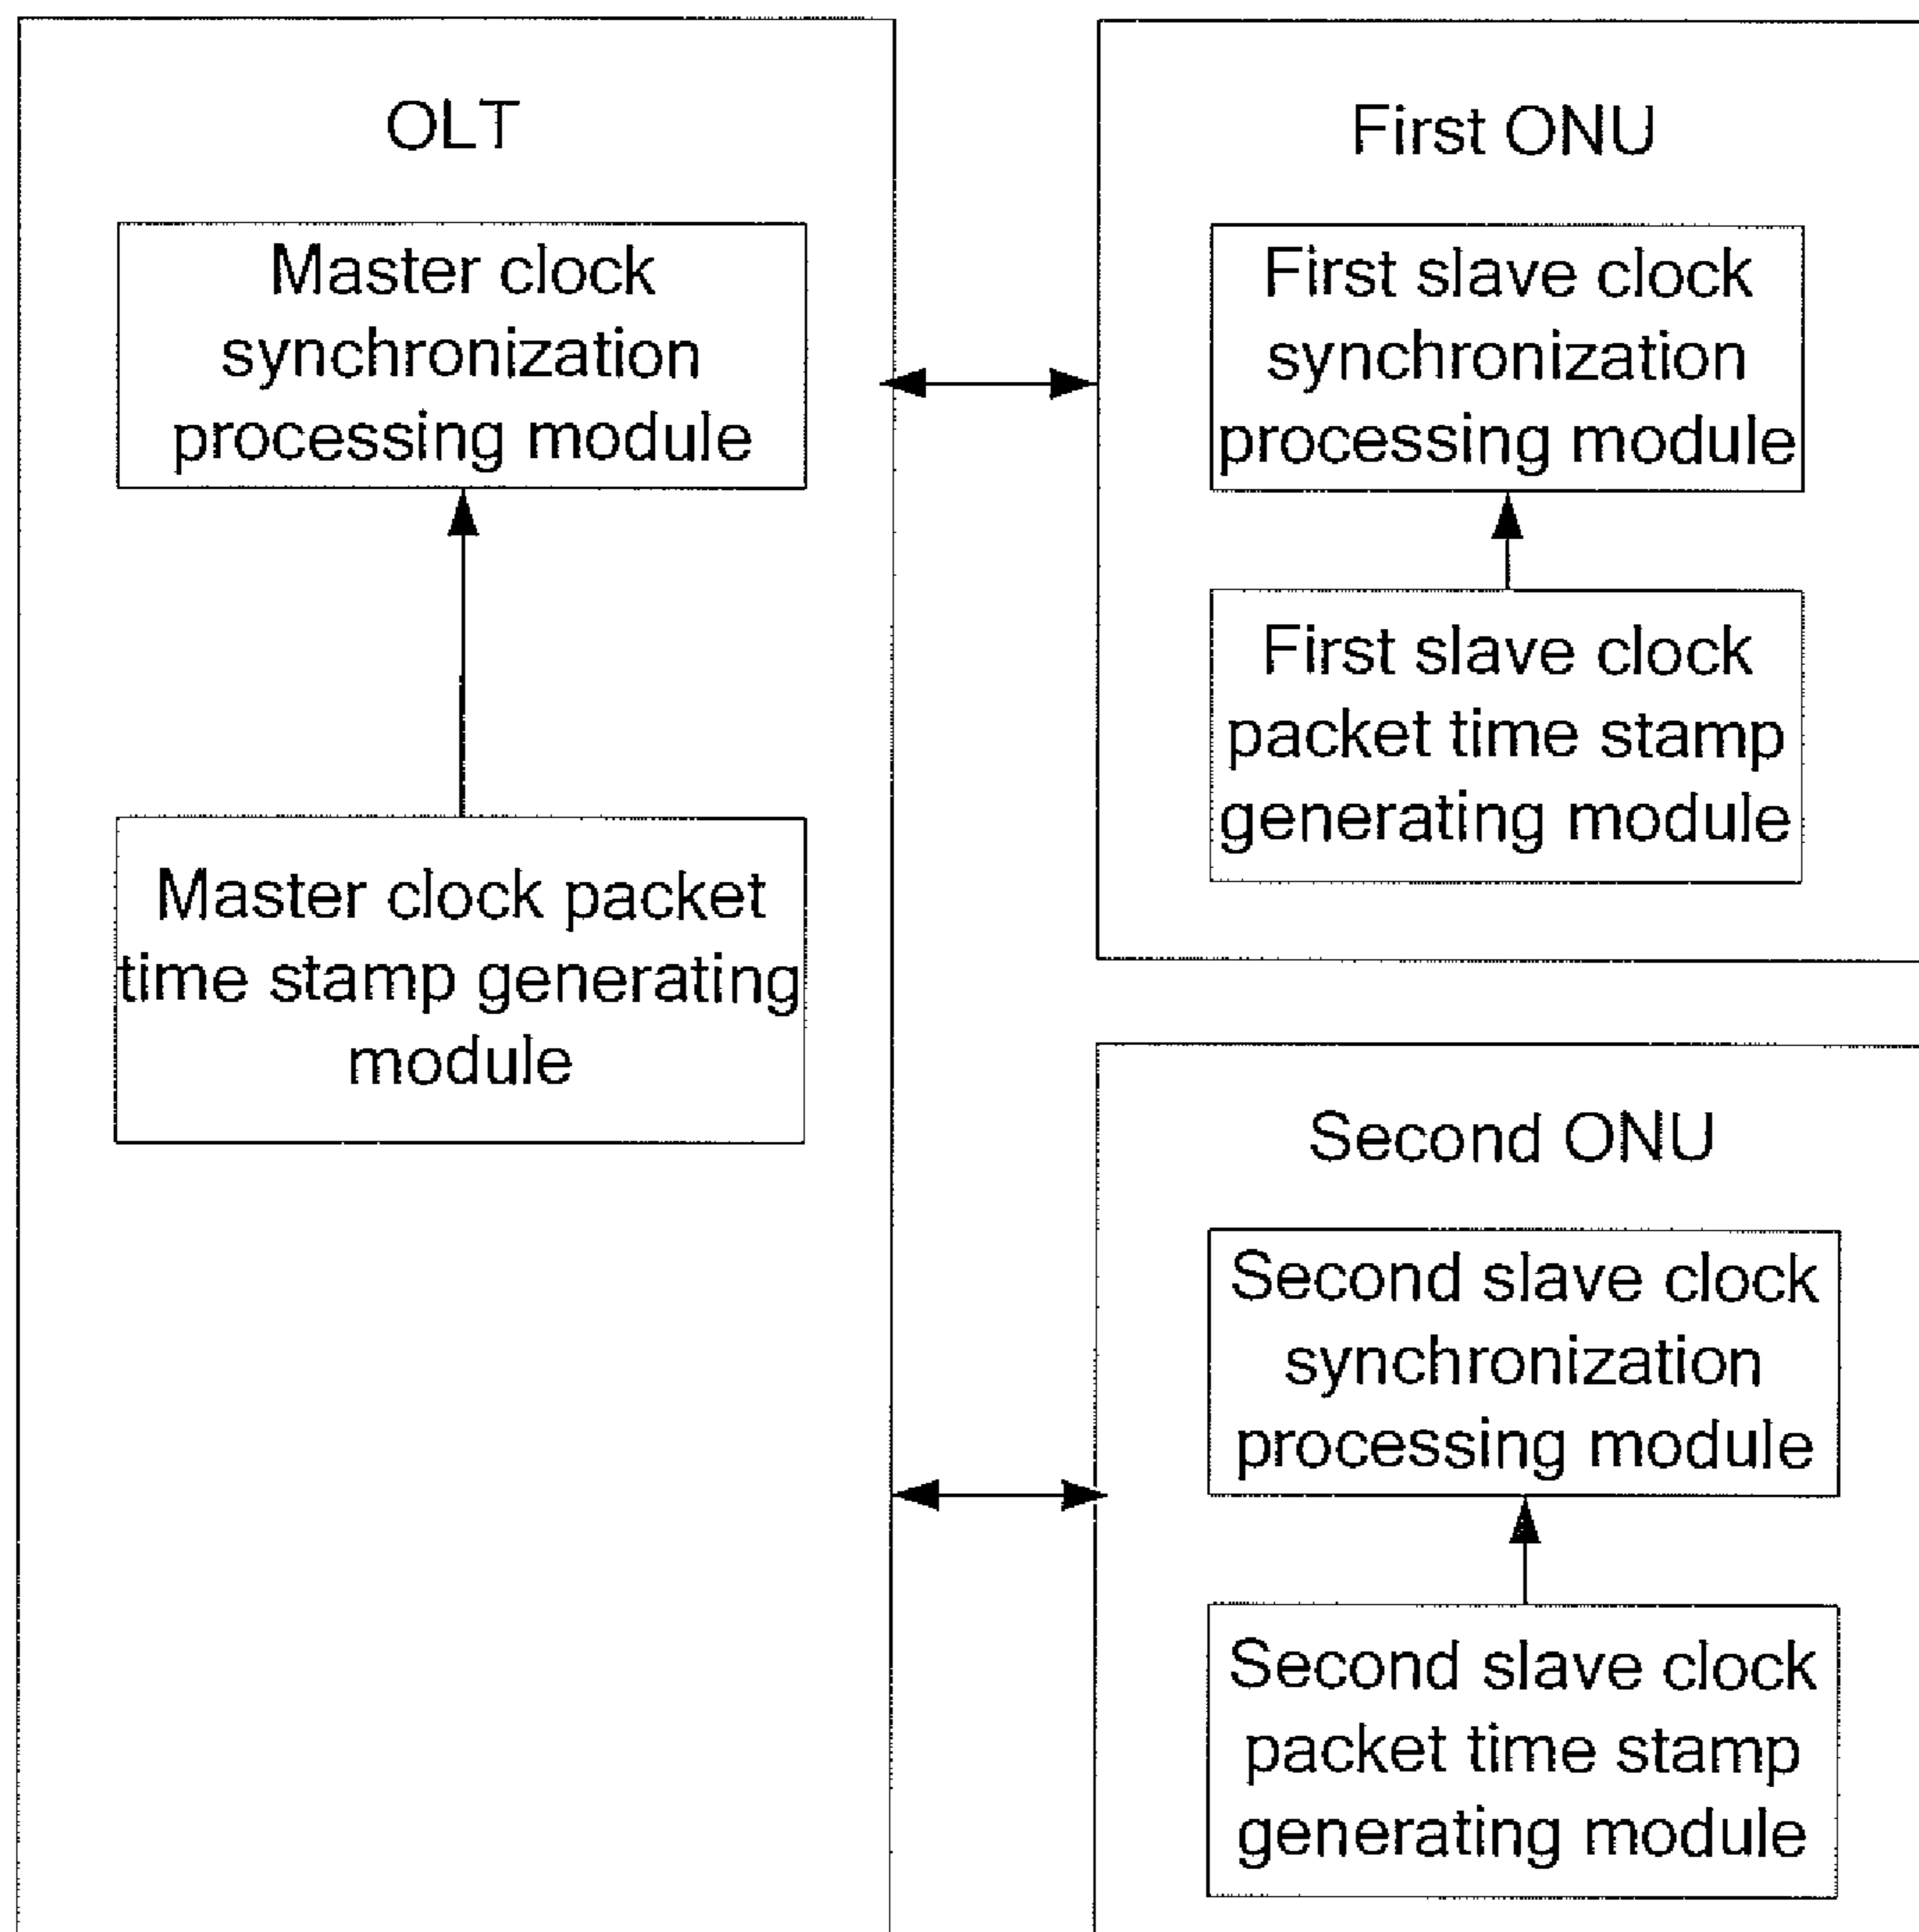 OLT
Master clock
synchronization
processing module
Master clock packet
time stamp generating
module
First ONU
First slave clock
synchronization
processing module
First slave clock
packet time stamp
generating module
Second ONU
Second slave clock
synchronization
processing module
Second slave clock
packet time stamp
generating module